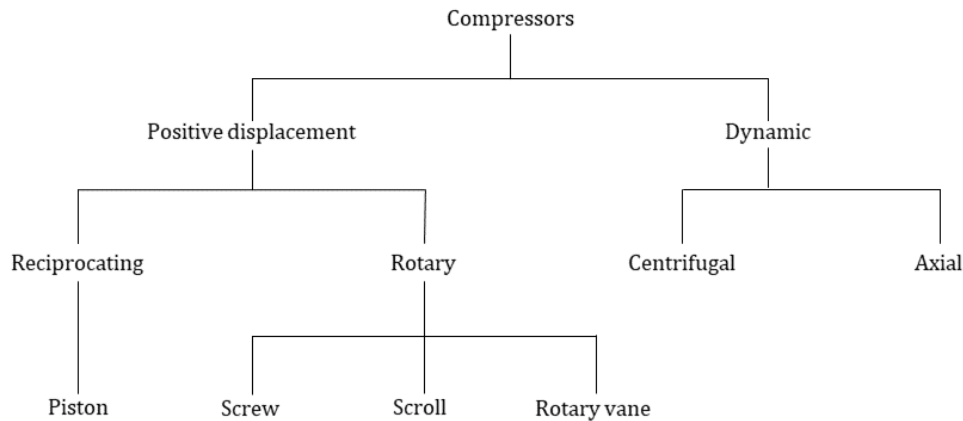 Compressors
Positive displacement
Dynamic
Reciprocating
Rotary
Centrifugal
Axial
Piston
Screw
Scroll
Rotary vane